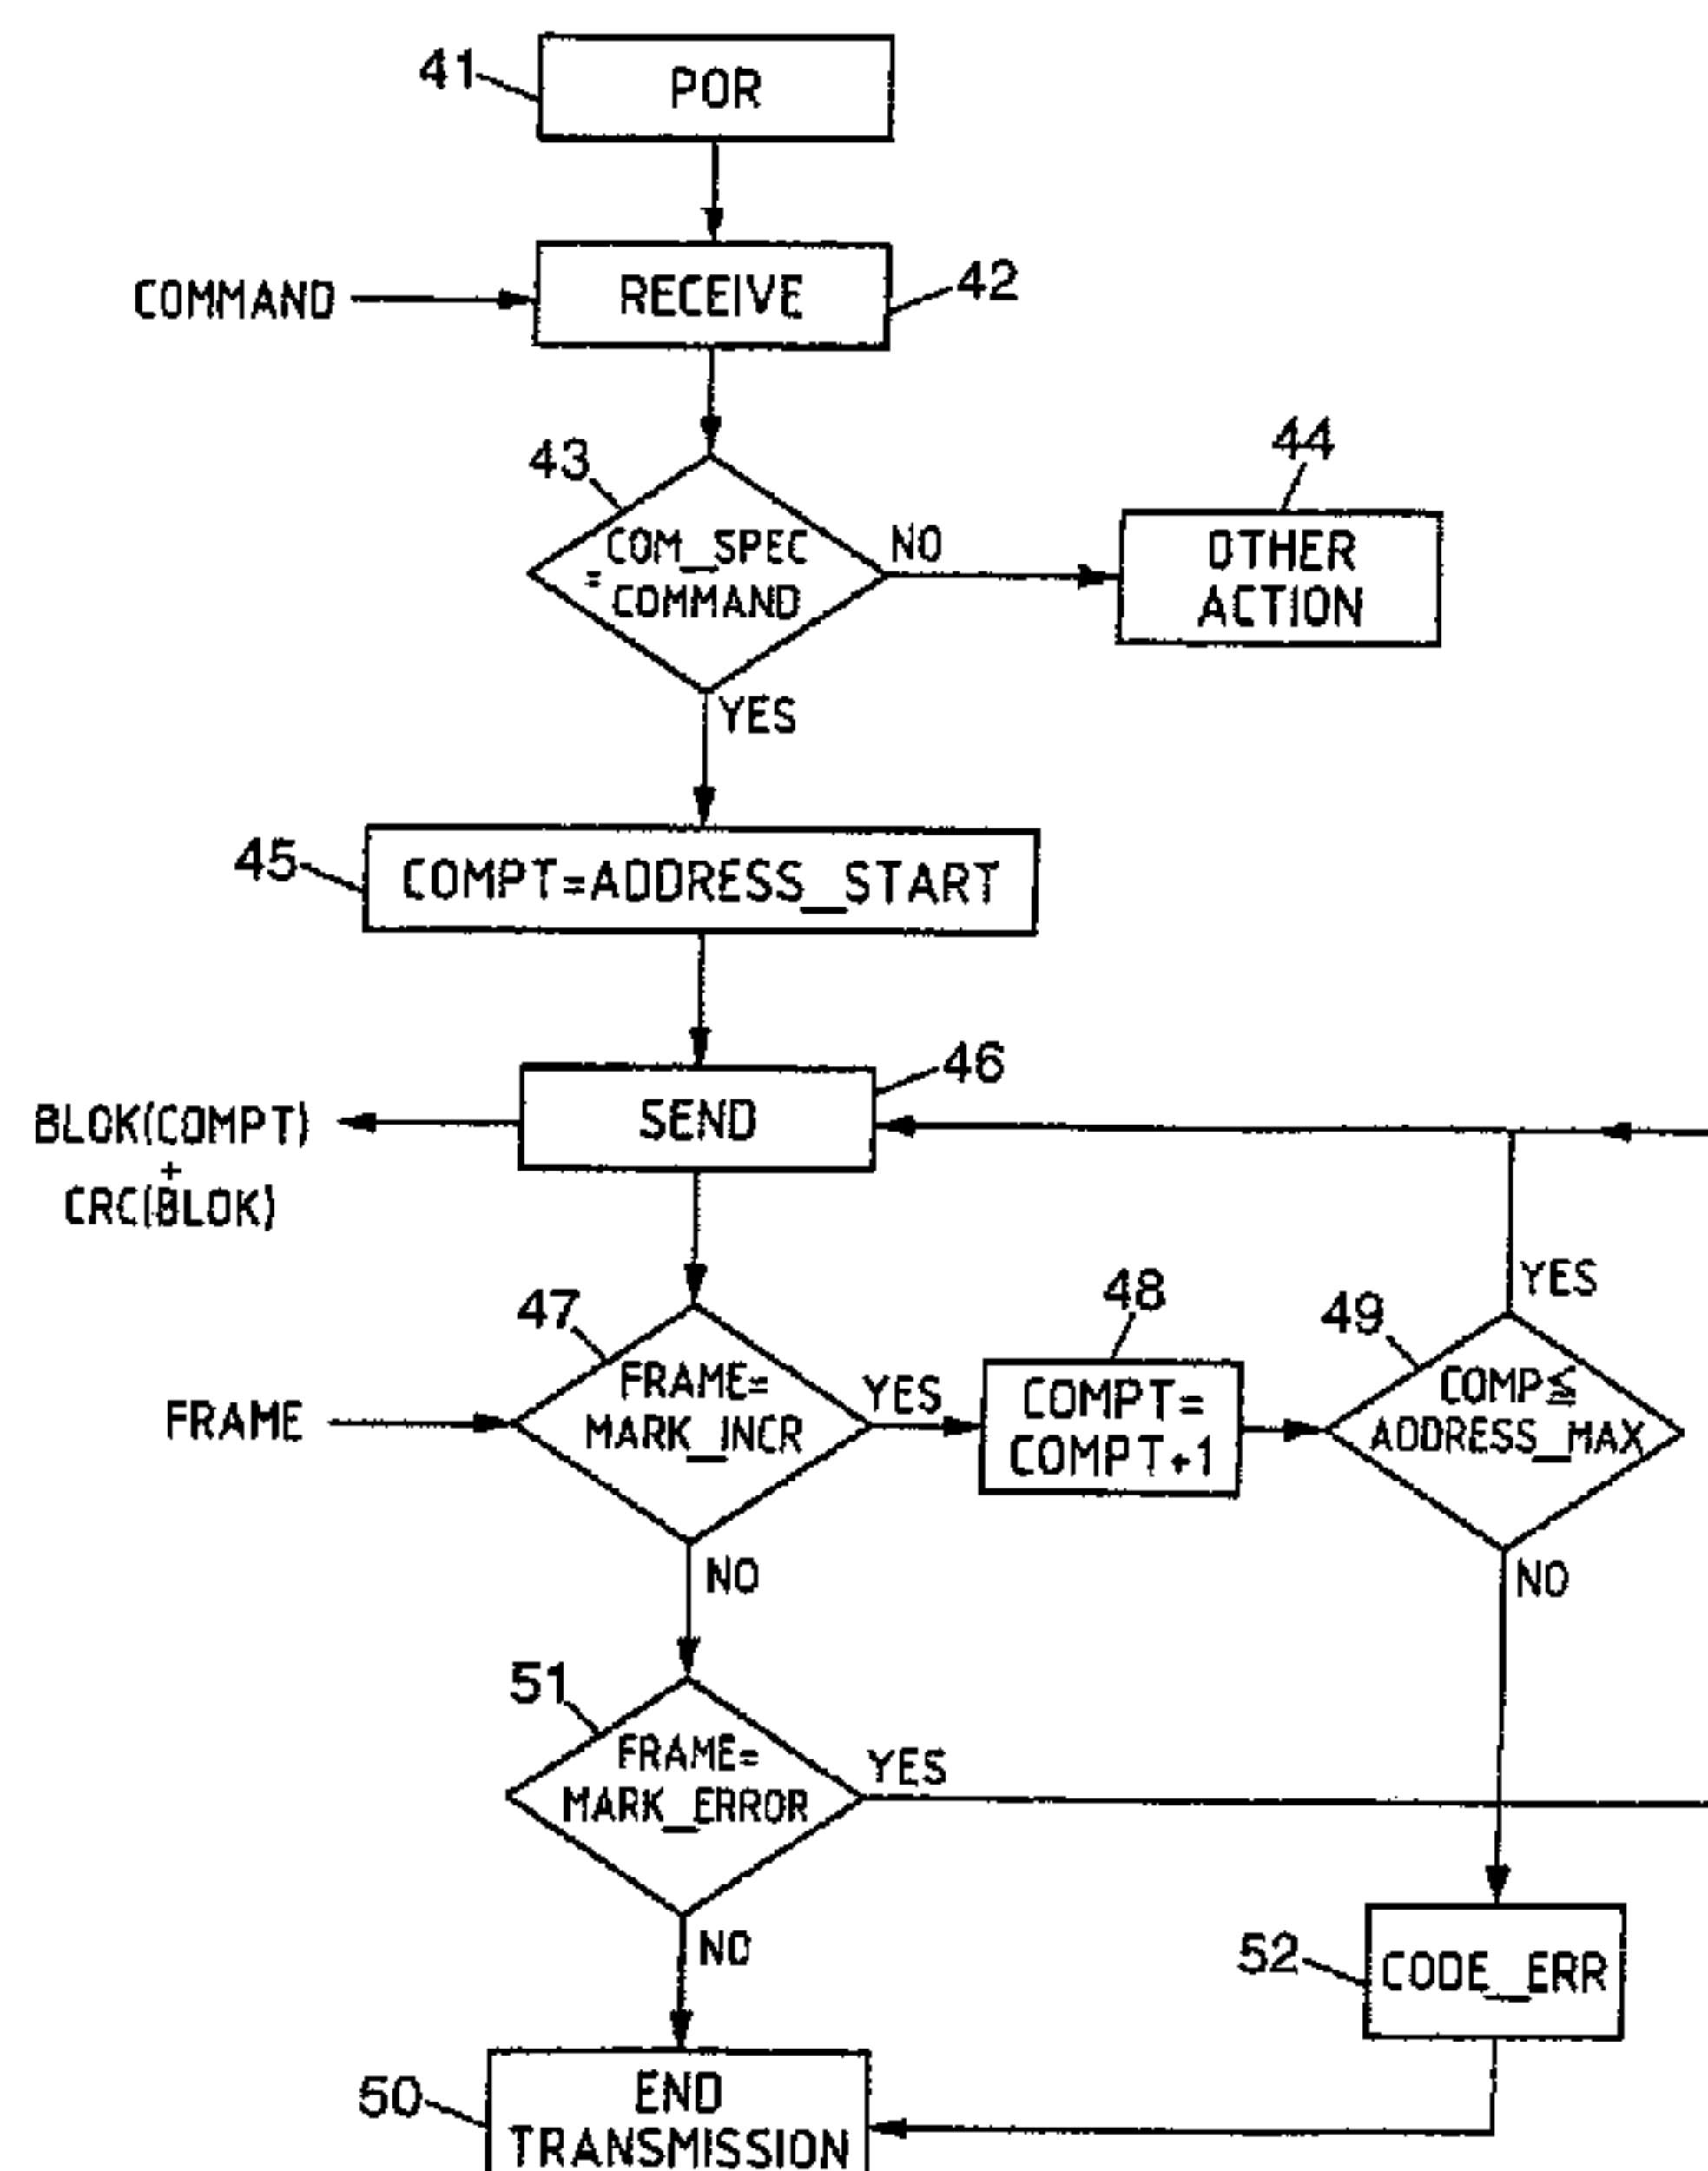 41
POR
COMMAND
RECEIVE
42
43
COM_SPEC
= COMMAND
NO
44
OTHER
ACTION
YES
45
COMPT=ADDRESS_START
46
SEND
BLOK(COMPT)
+
CRC(BLOK)
YES
47
FRAME
FRAME=
MARK_INCR
YES
48
COMPT=
COMPT+1
49
COMP≦
ADDRESS_MAX
NO
NO
51
FRAME=
MARK_ERROR
YES
NO
52
CODE_ERR
50
END
TRANSMISSION